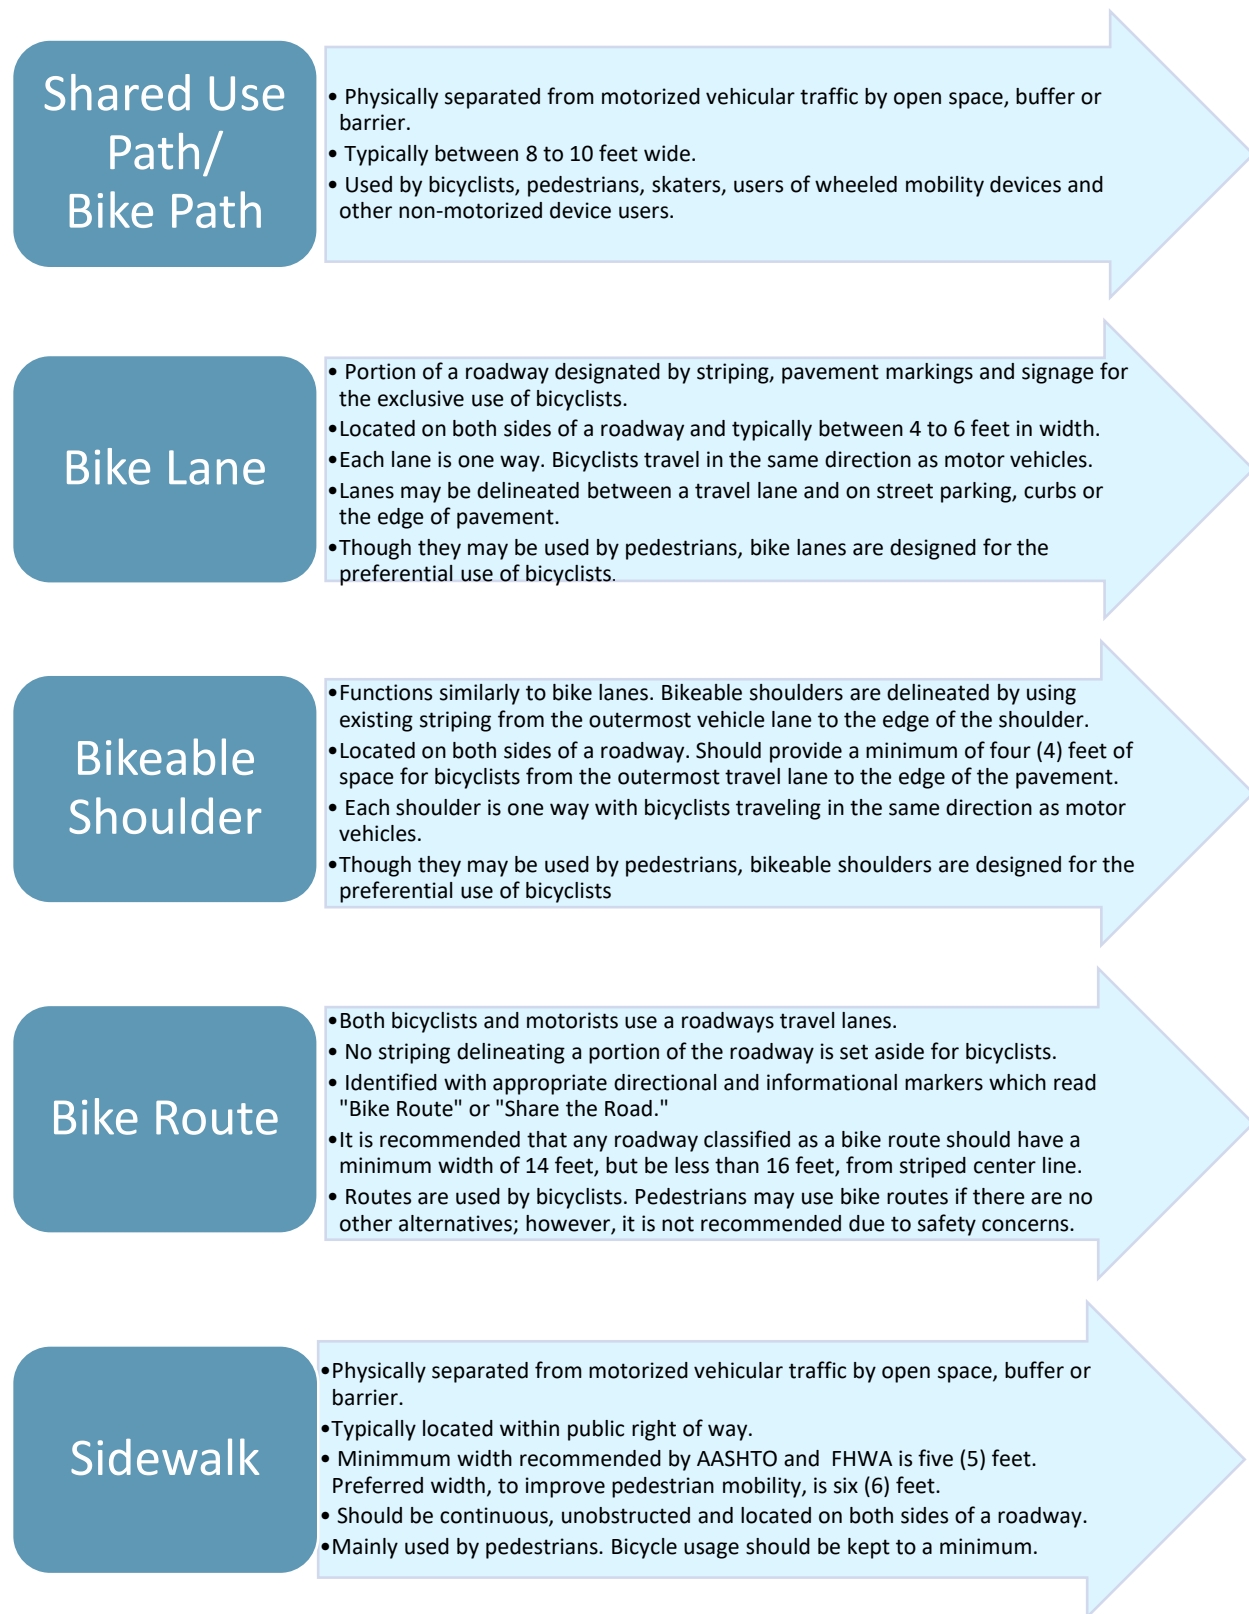 Shared Use
Path/
Bike Path
• Physically separated from motorized vehicular traffic by open space, buffer or
barrier.
• Typically between 8 to 10 feet wide.
• Used by bicyclists, pedestrians, skaters, users of wheeled mobility devices and
other non-motorized device users.
Bike Lane
• Portion of a roadway designated by striping, pavement markings and signage for
the exclusive use of bicyclists.
•Located on both sides of a roadway and typically between 4 to 6 feet in width.
•Each lane is one way. Bicyclists travel in the same direction as motor vehicles.
•Lanes may be delineated between a travel lane and on street parking, curbs or
the edge of pavement.
•Though they may be used by pedestrians, bike lanes are designed for the
preferential use of bicyclists.
Bikeable
Shoulder
•Functions similarly to bike lanes. Bikeable shoulders are delineated by using
existing striping from the outermost vehicle lane to the edge of the shoulder.
•Located on both sides of a roadway. Should provide a minimum of four (4) feet of
space for bicyclists from the outermost travel lane to the edge of the pavement.
• Each shoulder is one way with bicyclists traveling in the same direction as motor
vehicles.
•Though they may be used by pedestrians, bikeable shoulders are designed for the
preferential use of bicyclists
Bike Route
•Both bicyclists and motorists use a roadways travel lanes.
• No striping delineating a portion of the roadway is set aside for bicyclists.
• Identified with appropriate directional and informational markers which read
"Bike Route" or "Share the Road."
•It is recommended that any roadway classified as a bike route should have a
minimum width of 14 feet, but be less than 16 feet, from striped center line.
• Routes are used by bicyclists. Pedestrians may use bike routes if there are no
other alternatives; however, it is not recommended due to safety concerns.
Sidewalk
•Physically separated from motorized vehicular traffic by open space, buffer or
barrier.
•Typically located within public right of way.
• Minimmum width recommended by AASHTO and FHWA is five (5) feet.
Preferred width, to improve pedestrian mobility, is six (6) feet.
• Should be continuous, unobstructed and located on both sides of a roadway.
•Mainly used by pedestrians. Bicycle usage should be kept to a minimum.